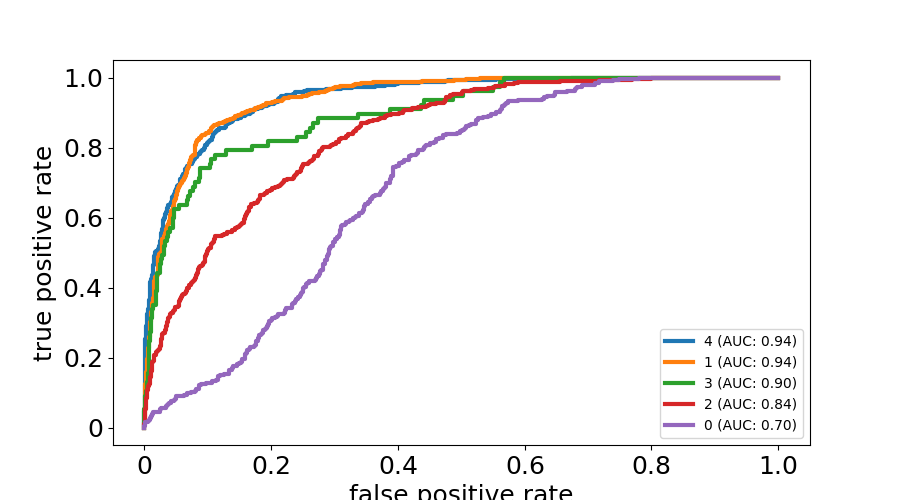 true positive rate
1.0
0.8
0.6
0.4
0.2
0
4 (AUC: 0.94)
1 (AUC: 0.94)
3 (AUC: 0.90)
2 (AUC: 0.84)
0 (AUC: 0.70)
0 0.2 0.4 0.6 0.8 1.0
false positive rate